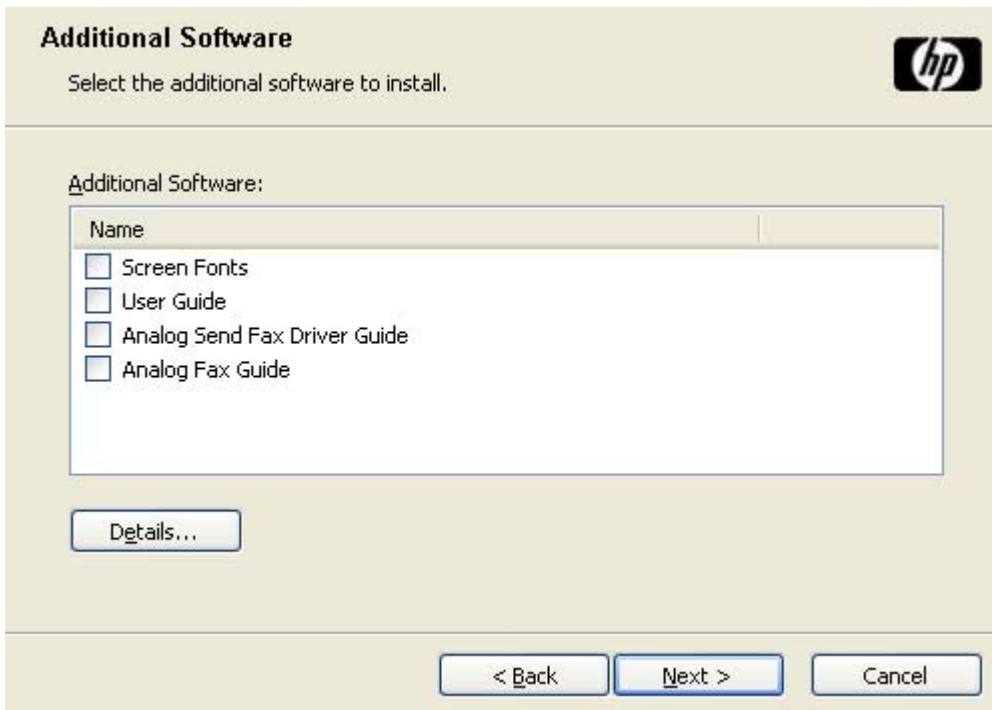 Additional Software
hp
Select the additional software to install.
Additional Software:
Name
Screen Fonts
User Guide
Analog Send Fax Driver Guide
Analog Fax Guide
Details...
< Back Next > Cancel